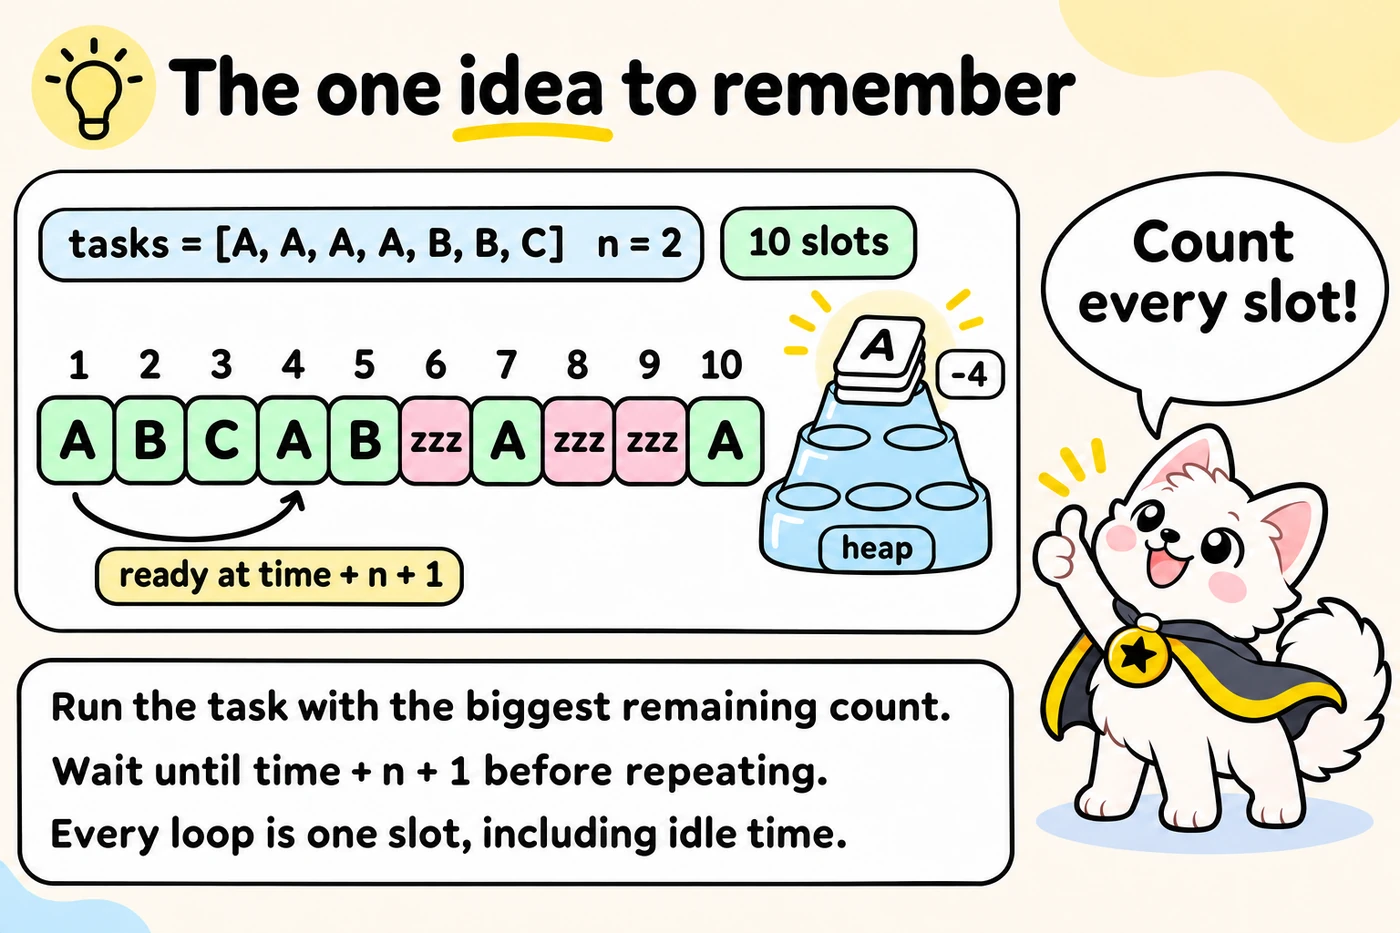 The one idea to remember
tasks = [A, A, A, A, B, B, C] n = 2
10 slots
1 2 3 4 5 6 7 8 9 10
A B C A B zzz A zzz zzz A
ready at time + n + 1
A
-4
heap
Count
every slot!
Run the task with the biggest remaining count.
Wait until time + n + 1 before repeating.
Every loop is one slot, including idle time.